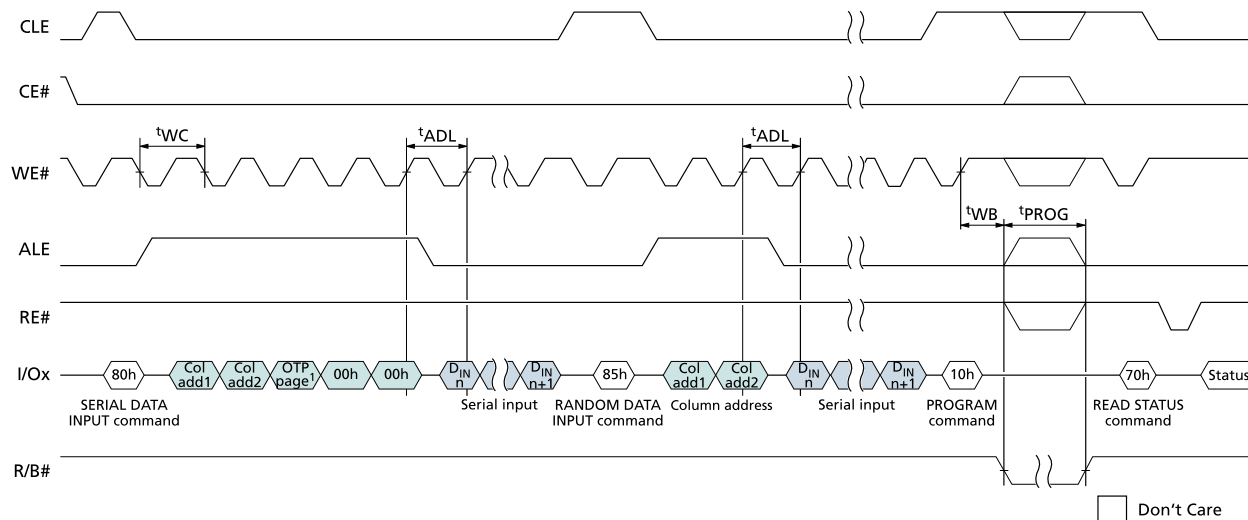 CLE
CE#
tWC
tADL
tADL
WE#
tWB
tPROG
ALE
RE#
I/Ox
80h
Col add1
Col add2
OTP page1
00h
00h
DIN n
DIN n+1
85h
Col add1
Col add2
DIN n
DIN n+1
10h
70h
Status
SERIAL DATA
INPUT command
Serial input
RANDOM DATA
INPUT command
Column address
Serial input
PROGRAM
command
READ STATUS
command
R/B#
Don't Care